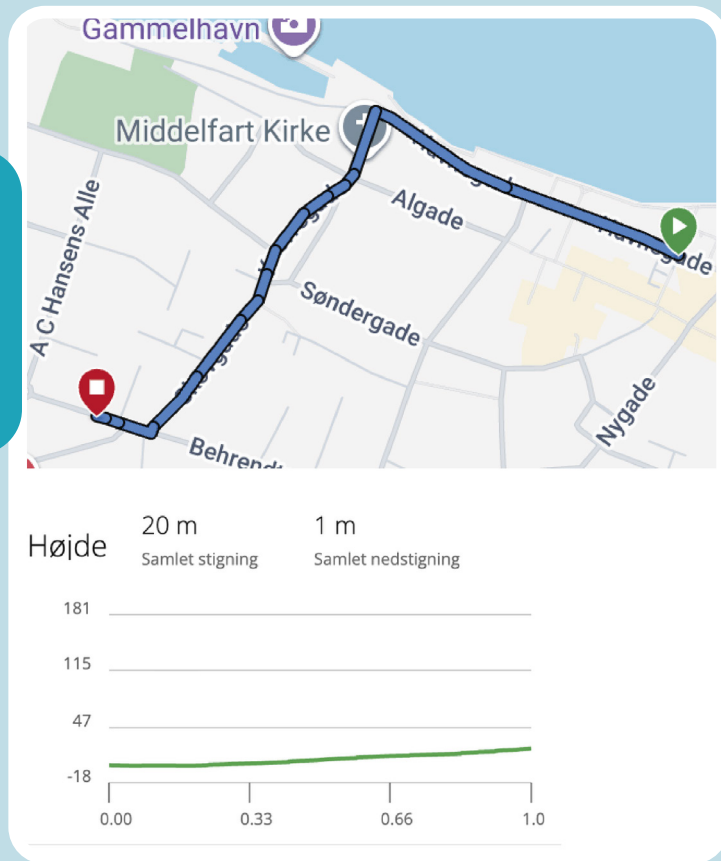 Gammelhavn
Middelfart Kirke
Algade
Havnegade
A C Hansens Alle
Søndergade
Nygade
Højde
20 m
Samlet stigning
1 m
Samlet nedstigning
181
115
47
-18
0.00
0.33
0.66
1.0